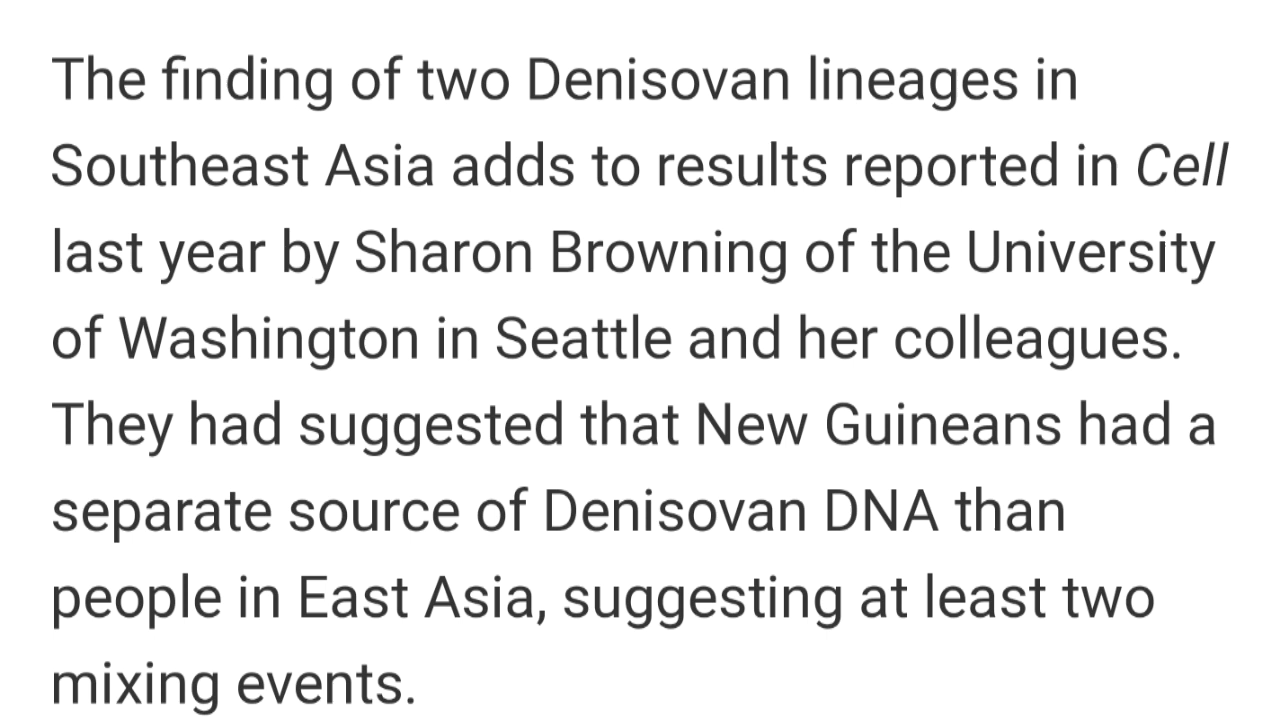 The finding of two Denisovan lineages in
Southeast Asia adds to results reported in Cell
last year by Sharon Browning of the University
of Washington in Seattle and her colleagues.
They had suggested that New Guineans had a
separate source of Denisovan DNA than
people in East Asia, suggesting at least two
mixing events.